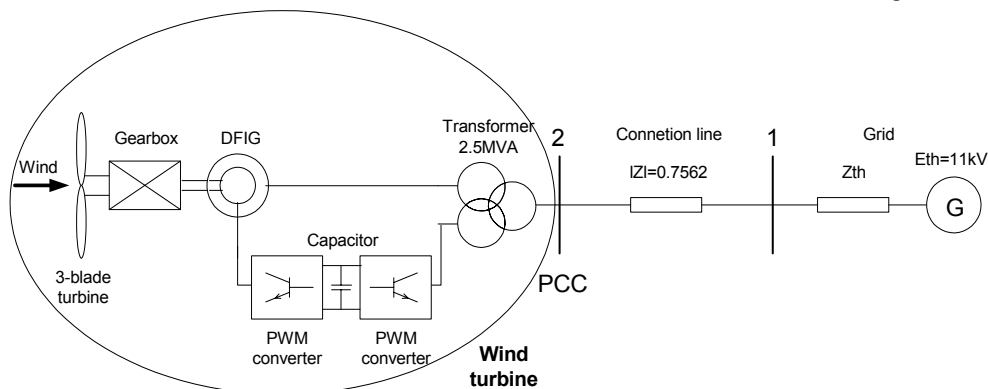 Wind
Gearbox
DFIG
Transformer
2.5MVA
2
Connetion line
1
Grid
lZl=0.7562
Zth
Eth=11kV
G
3-blade
turbine
Capacitor
PCC
PWM
converter
PWM
converter
Wind
turbine